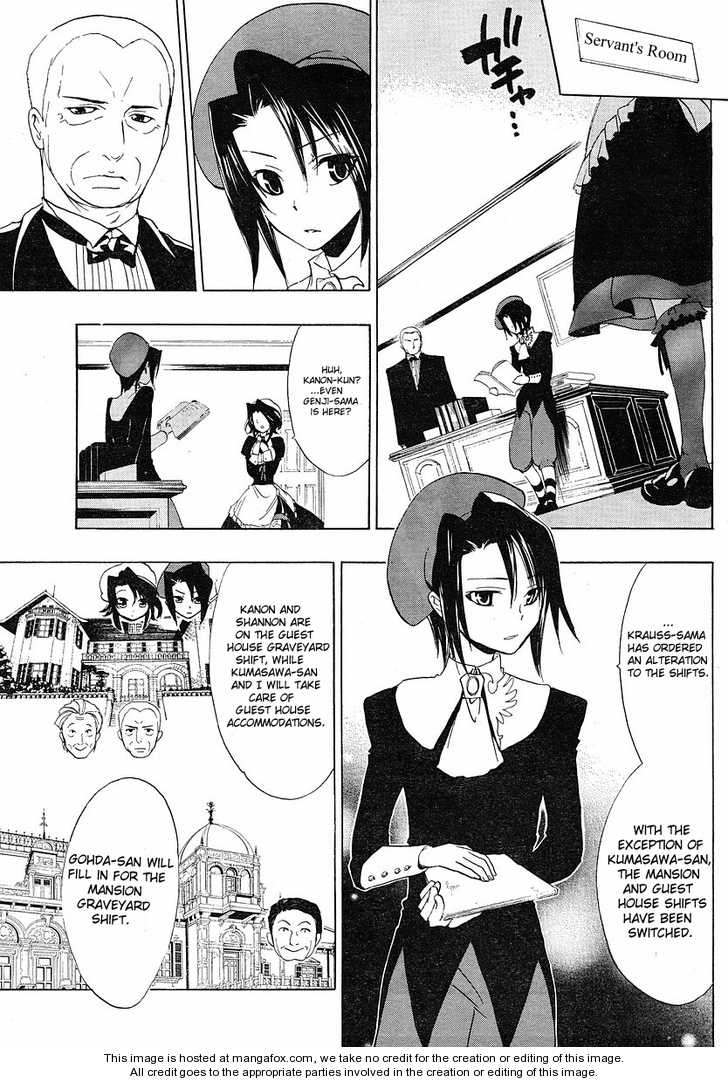 Servant's Room
ガチャ…
HUH,
KANON-KUN?
...EVEN
GENJI-SAMA
IS HERE?
...
KRAUSS-SAMA
HAS ORDERED
AN ALTERATION
TO THE
SHIFTS.
WITH THE
EXCEPTION OF
KUMASAWA-SAN,
THE MANSION
AND GUEST
HOUSE SHIFTS
HAVE BEEN
SWITCHED.
KANON AND
SHANNON ARE
ON THE GUEST
HOUSE GRAVEYARD
SHIFT, WHILE
KUMASAWA-SAN
AND I WILL TAKE
CARE OF
GUEST HOUSE
ACCOMMODATIONS.
GOHDA-SAN WILL
FILL IN FOR THE
MANSION
GRAVEYARD
SHIFT.
This image is hosted at mangafox.com, we take no credit for the creation or editing of this image.
All credit goes to the appropriate parties involved in the creation or editing of this image.